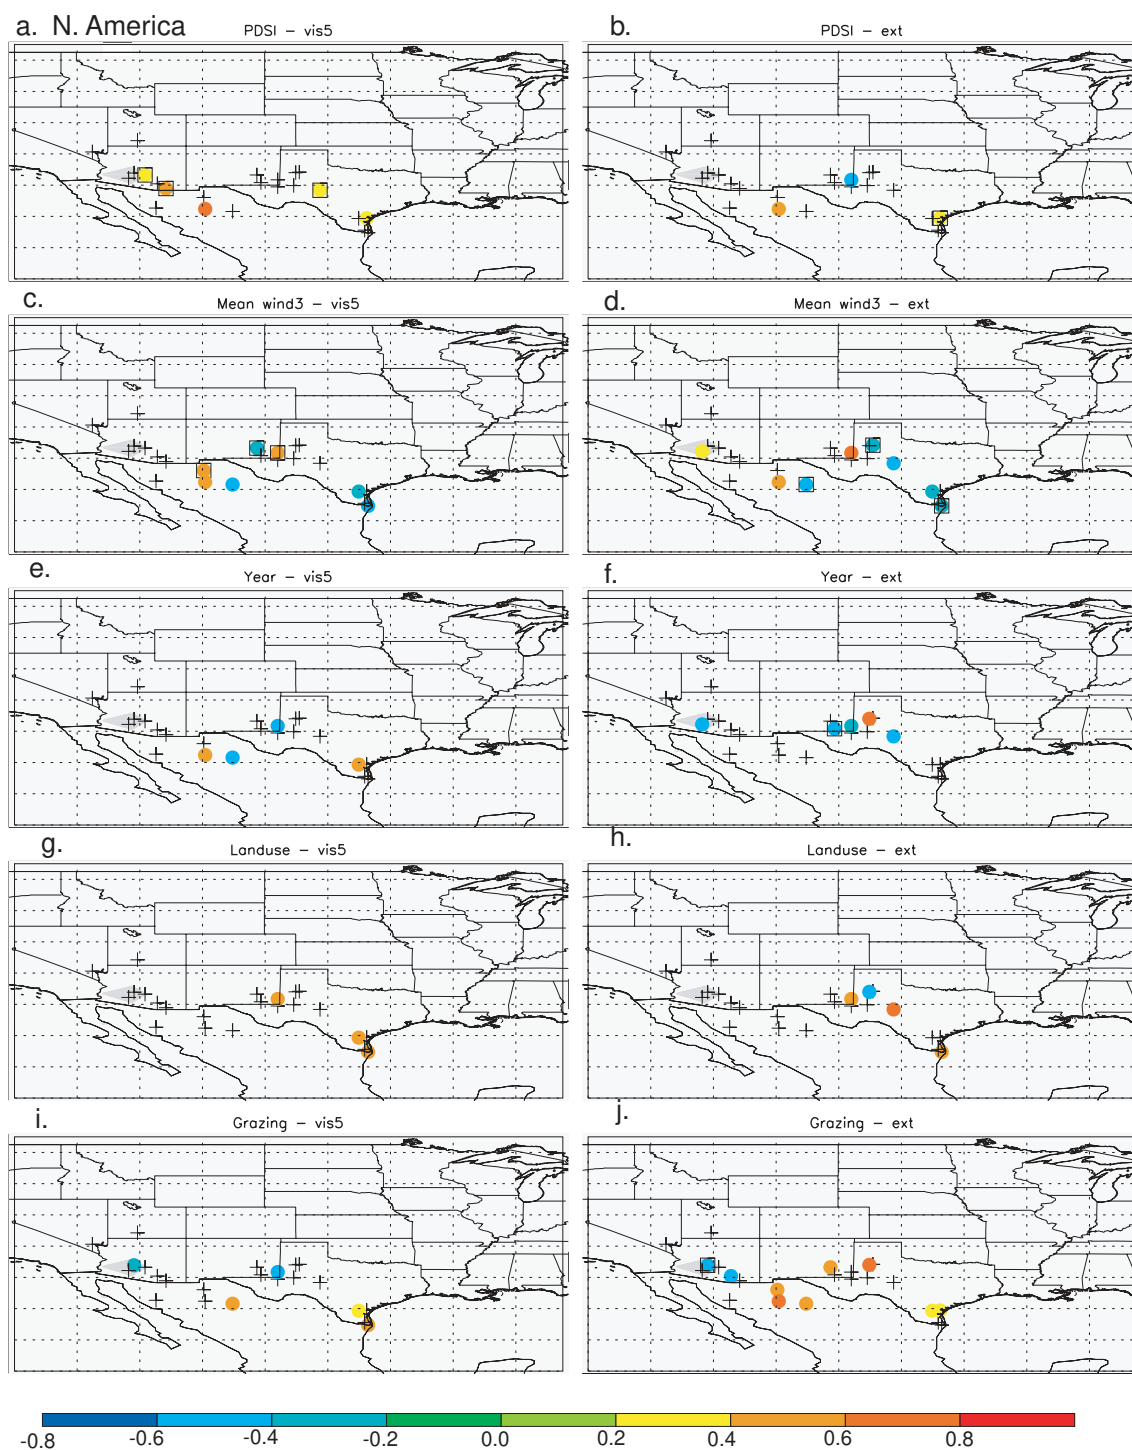 a. N. America
PDSI – vis5
b.
PDSI – ext
c.
Mean wind3 – vis5
d.
Mean wind3 – ext
e.
Year – vis5
f.
Year – ext
g.
Landuse – vis5
h.
Landuse – ext
i.
Grazing – vis5
j.
Grazing – ext
-0.8 -0.6 -0.4 -0.2 0.0 0.2 0.4 0.6 0.8